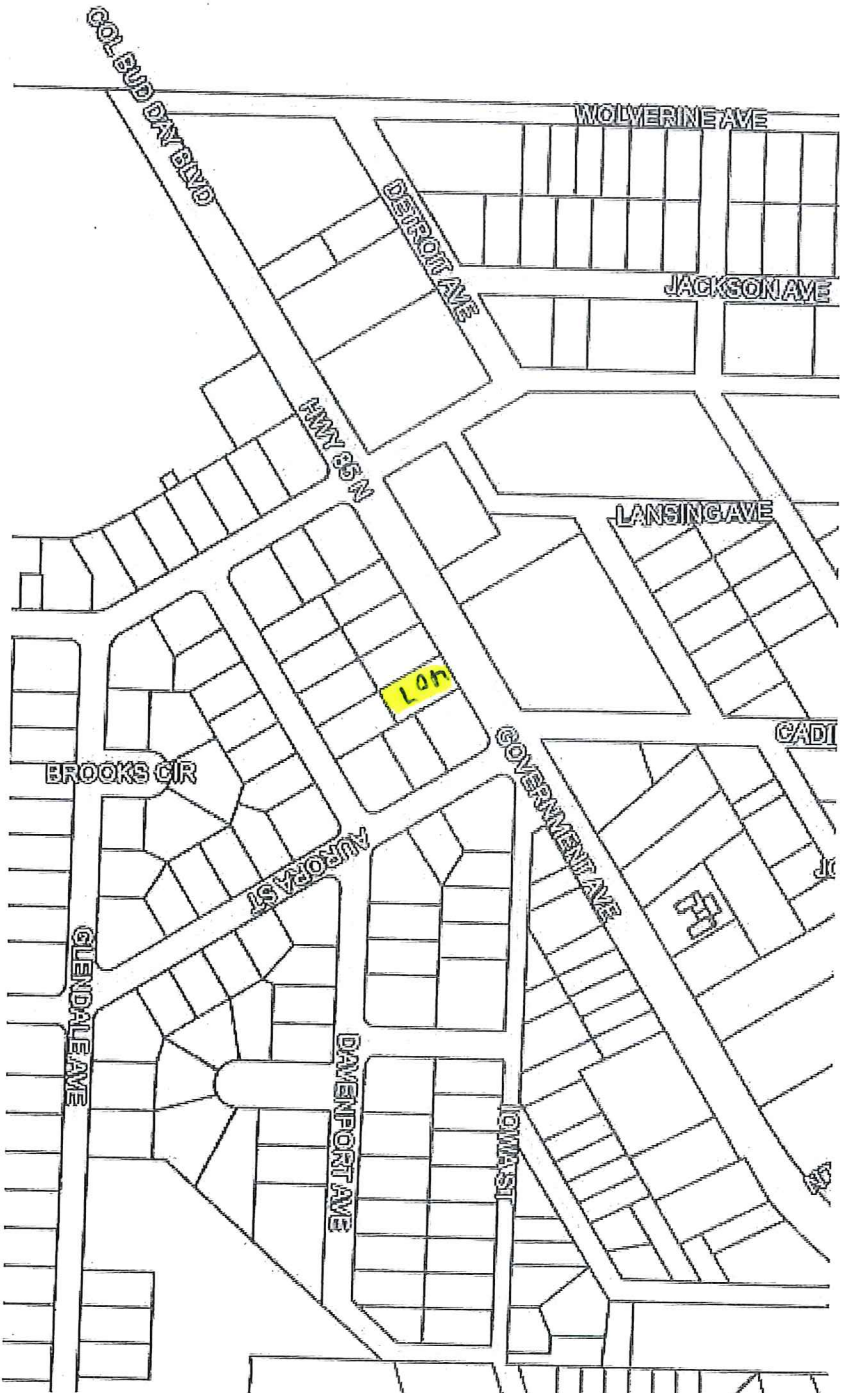 COL BUD DAY BLVD
WOLVERINE AVE
DETROIT AVE
JACKSON AVE
HWY 85 N
LANSING AVE
CADI
BROOKS CIR
GOVERNMENT AVE
AURORA ST
GLENDALE AVE
DAVENPORT AVE
IOWA ST